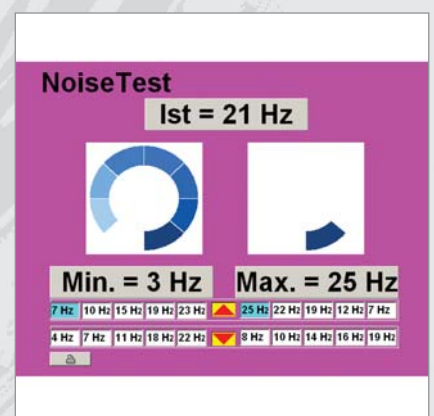 NoiseTest
Ist = 21 Hz
Min. = 3 Hz Max. = 25 Hz
7 Hz 10 Hz 15 Hz 19 Hz 23 Hz 25 Hz 22 Hz 19 Hz 12 Hz 7 Hz
4 Hz 7 Hz 11 Hz 18 Hz 22 Hz 8 Hz 10 Hz 14 Hz 16 Hz 19 Hz